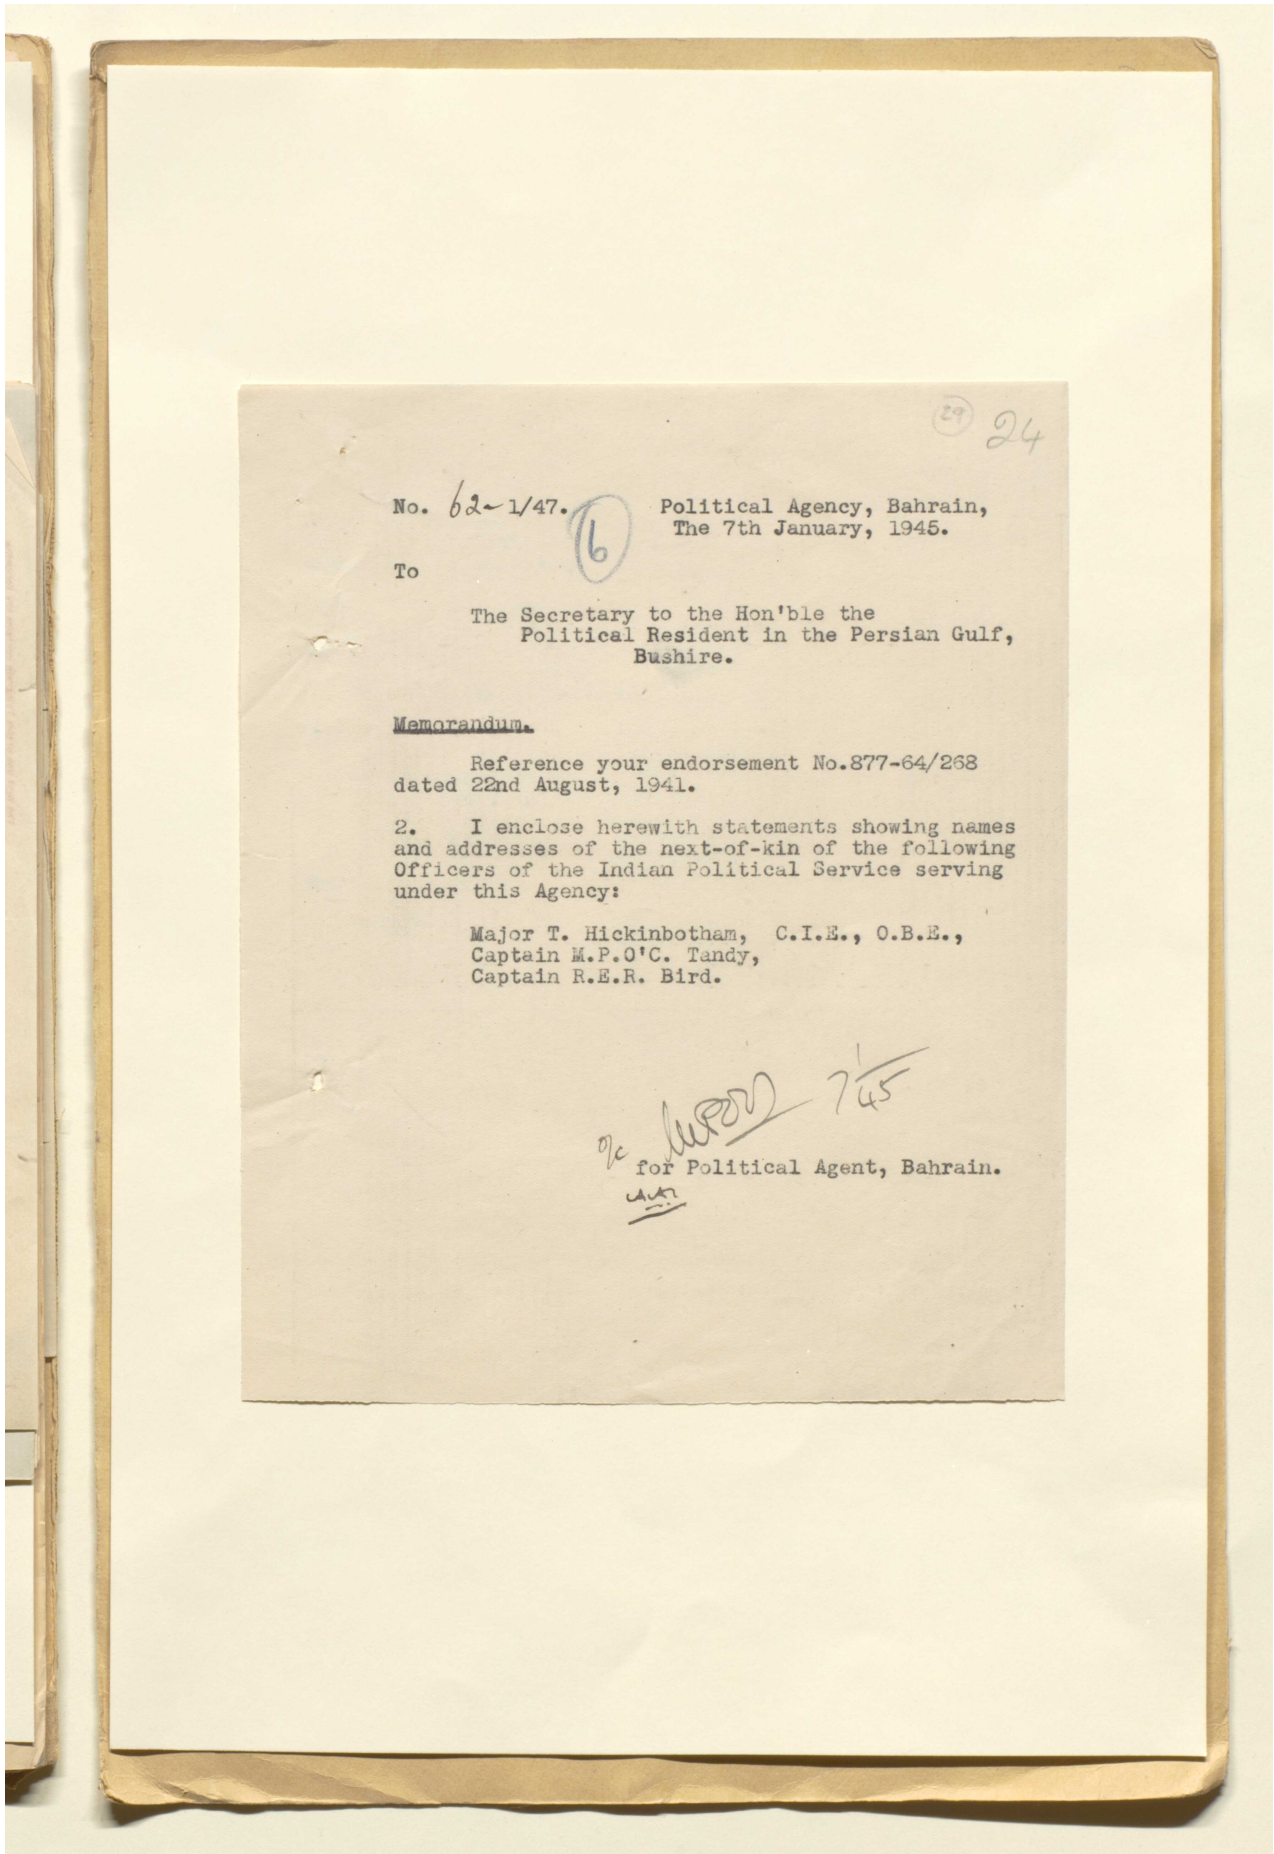 29 24
No. 62-1/47. Political Agency, Bahrain,
The 7th January, 1945.
To
The Secretary to the Hon'ble the
Political Resident in the Persian Gulf,
Bushire.
Memorandum.
Reference your endorsement No.877-64/268
dated 22nd August, 1941.
2. I enclose herewith statements showing names
and addresses of the next-of-kin of the following
Officers of the Indian Political Service serving
under this Agency:
Major T. Hickinbotham, C.I.E., O.B.E.,
Captain M.P.O'C. Tandy,
Captain R.E.R. Bird.
7 1/45
for Political Agent, Bahrain.